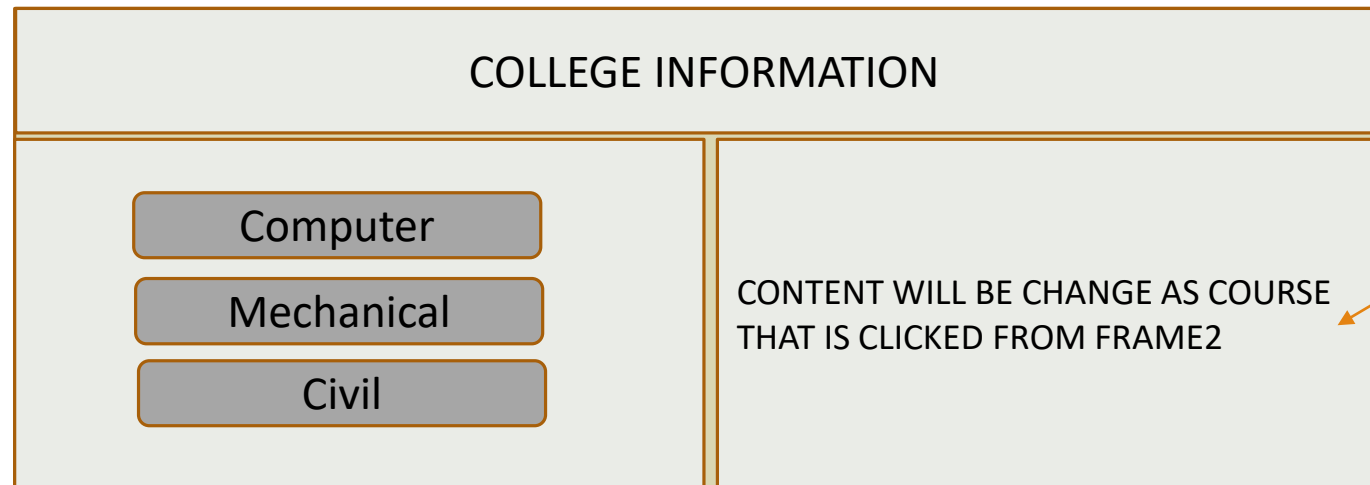 COLLEGE INFORMATION
Computer
Mechanical
Civil
CONTENT WILL BE CHANGE AS COURSE
THAT IS CLICKED FROM FRAME2